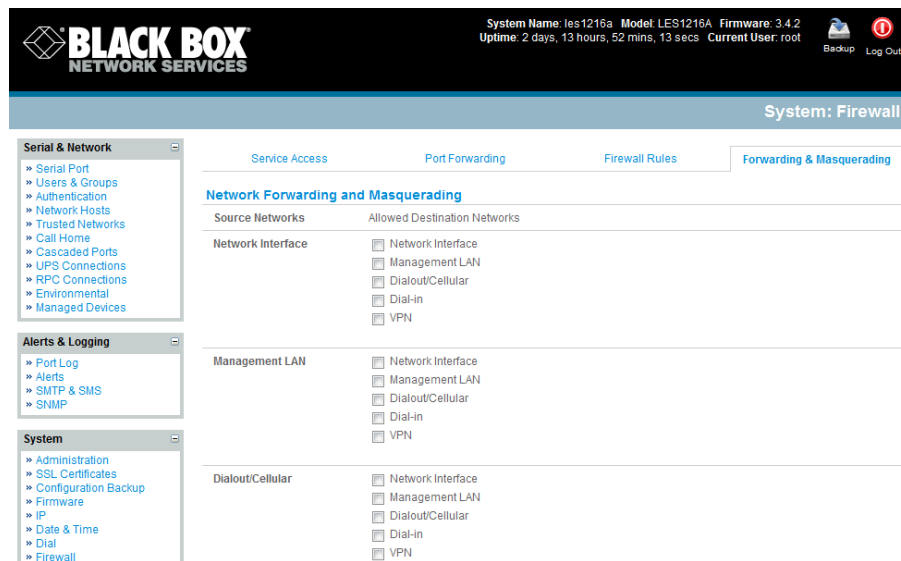 BLACK BOX
NETWORK SERVICES
System Name: les1216a Model: LES1216A Firmware: 3.4.2
Uptime: 2 days, 13 hours, 52 mins, 13 secs Current User: root
Backup
Log Out
System: Firewall
Serial & Network
» Serial Port
» Users & Groups
» Authentication
» Network Hosts
» Trusted Networks
» Call Home
» Cascaded Ports
» UPS Connections
» RPC Connections
» Environmental
» Managed Devices
Alerts & Logging
» Port Log
» Alerts
» SMTP & SMS
» SNMP
System
» Administration
» SSL Certificates
» Configuration Backup
» Firmware
» IP
» Date & Time
» Dial
» Firewall
Service Access Port Forwarding Firewall Rules Forwarding & Masquerading
Network Forwarding and Masquerading
Source Networks Allowed Destination Networks
Network Interface Network Interface
Management LAN
Dialout/Cellular
Dial-in
VPN
Management LAN Network Interface
Management LAN
Dialout/Cellular
Dial-in
VPN
Dialout/Cellular Network Interface
Management LAN
Dialout/Cellular
Dial-in
VPN